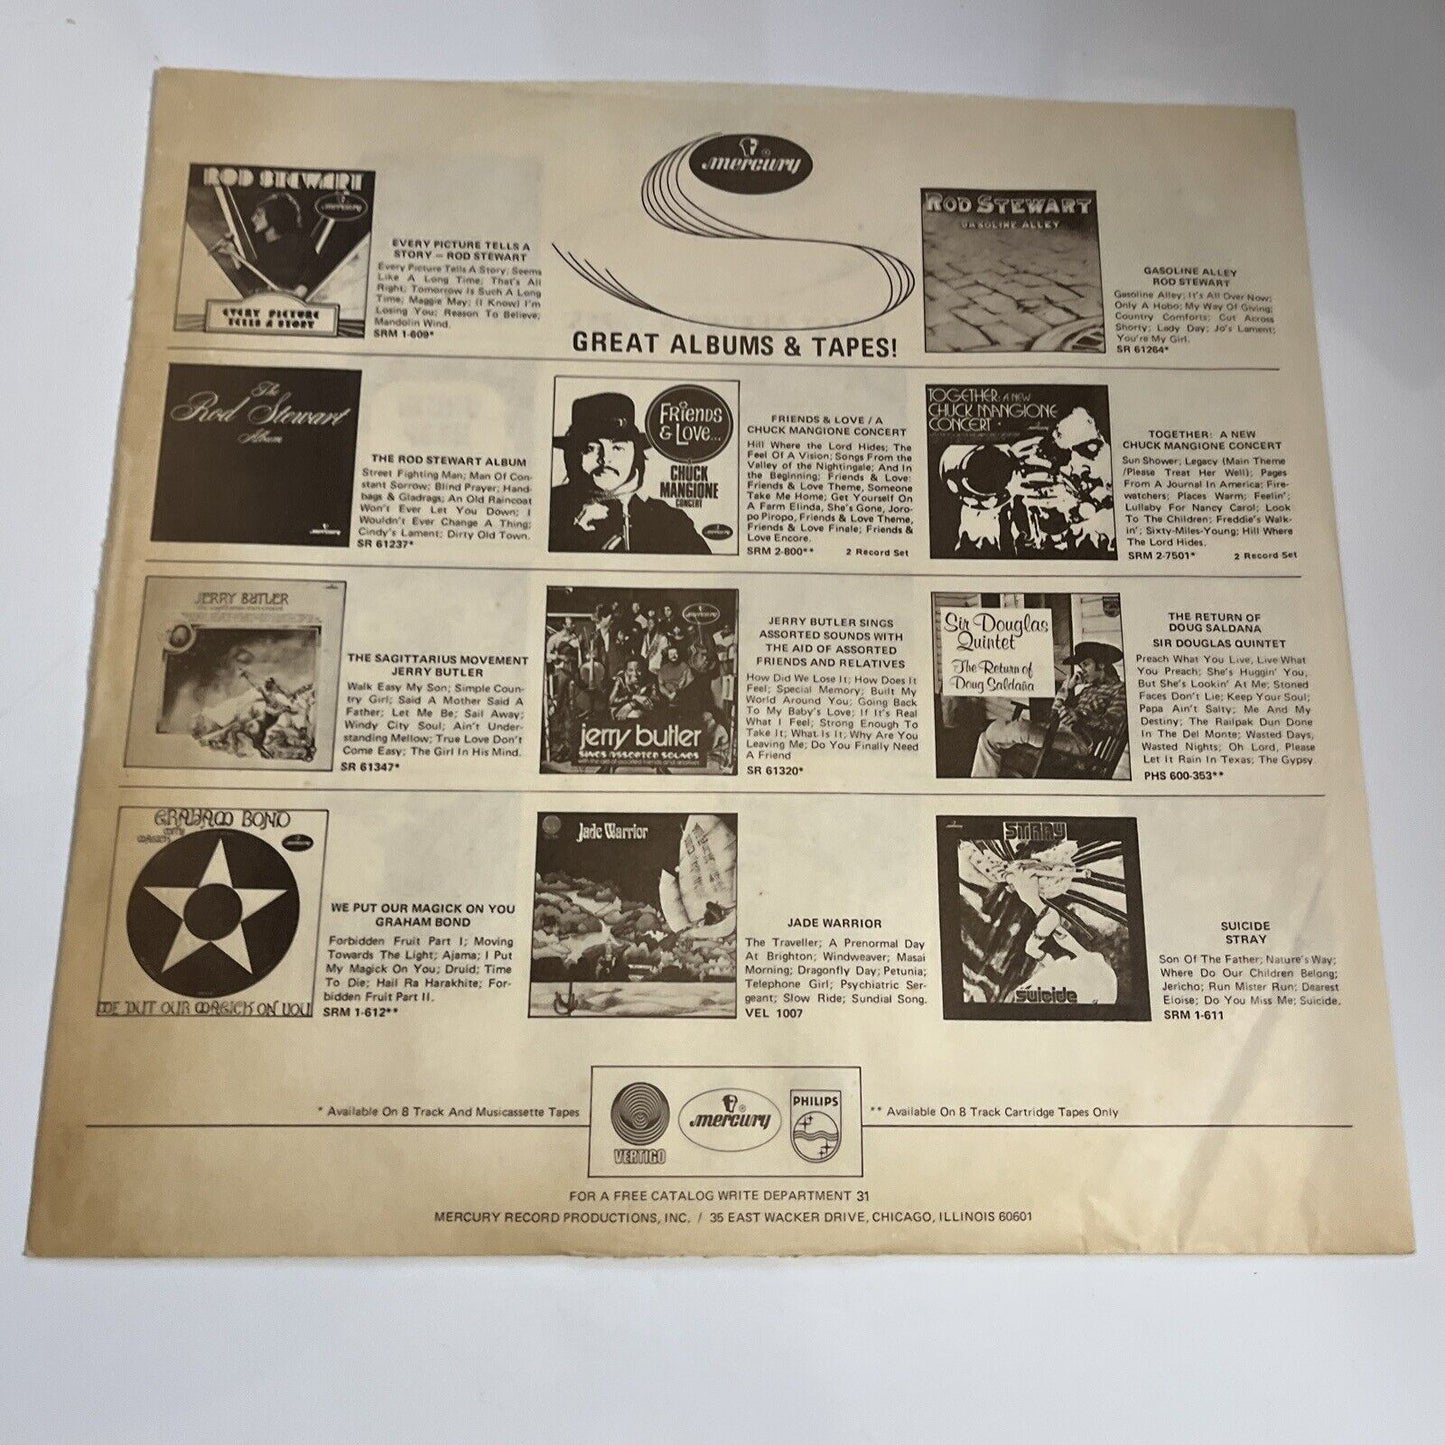 mercury
GREAT ALBUMS & TAPES!
ROD STEWART
mercury
EVERY PICTURE
TELLS A STORY
EVERY PICTURE TELLS A
STORY – ROD STEWART
Every Picture Tells A Story; Seems
Like A Long Time; That's All
Right; Tomorrow Is Such A Long
Time; Maggie May; (I Know) I'm
Losing You; Reason To Believe;
Mandolin Wind.
SRM 1-609*
ROD STEWART
GASOLINE ALLEY
GASOLINE ALLEY
ROD STEWART
Gasoline Alley; It's All Over Now;
Only A Hobo; My Way Of Giving;
Country Comforts; Cut Across
Shorty; Lady Day; Jo's Lament;
You're My Girl.
SR 61264*
The
Rod Stewart
Album
THE ROD STEWART ALBUM
Street Fighting Man; Man Of Con-
stant Sorrow; Blind Prayer; Hand-
bags & Gladrags; An Old Raincoat
Won't Ever Let You Down; I
Wouldn't Ever Change A Thing;
Cindy's Lament; Dirty Old Town.
SR 61237*
FRIENDS
& LOVE...
CHUCK
MANGIONE
CONCERT
FRIENDS & LOVE / A
CHUCK MANGIONE CONCERT
Hill Where the Lord Hides; The
Feel Of A Vision; Songs From the
Valley of the Nightingale; And In
the Beginning; Friends & Love:
Friends & Love Theme, Someone
Take Me Home; Get Yourself On
A Farm Elinda, She's Gone, Joro-
po Piropo, Friends & Love Theme,
Friends & Love Finale; Friends &
Love Encore.
SRM 2-800** 2 Record Set
TOGETHER: A NEW
CHUCK MANGIONE
CONCERT
TOGETHER: A NEW
CHUCK MANGIONE CONCERT
Sun Shower; Legacy (Main Theme
/Please Treat Her Well); Pages
From A Journal In America; Fire-
watchers; Places Warm; Feelin';
Lullaby For Nancy Carol; Look
To The Children; Freddie's Walk-
in'; Sixty-Miles-Young; Hill Where
The Lord Hides.
SRM 2-7501* 2 Record Set
JERRY BUTLER
the sagittarius movement
THE SAGITTARIUS MOVEMENT
JERRY BUTLER
Walk Easy My Son; Simple Coun-
try Girl; Said A Mother Said A
Father; Let Me Be; Sail Away;
Windy City Soul; Ain't Under-
standing Mellow; True Love Don't
Come Easy; The Girl In His Mind.
SR 61347*
mercury
jerry butler
sings assorted sounds
with the aid of assorted friends and relatives
JERRY BUTLER SINGS
ASSORTED SOUNDS WITH
THE AID OF ASSORTED
FRIENDS AND RELATIVES
How Did We Lose It; How Does It
Feel; Special Memory; Built My
World Around You; Going Back
To My Baby's Love; If It's Real
What I Feel; Strong Enough To
Take It; What Is It; Why Are You
Leaving Me; Do You Finally Need
A Friend
SR 61320*
Sir Douglas
Quintet
The Return of
Doug Saldaña
THE RETURN OF
DOUG SALDANA
SIR DOUGLAS QUINTET
Preach What You Live, Live What
You Preach; She's Huggin' You,
But She's Lookin' At Me; Stoned
Faces Don't Lie; Keep Your Soul;
Papa Ain't Salty; Me And My
Destiny; The Railpak Dun Done
In The Del Monte; Wasted Days,
Wasted Nights; Oh Lord, Please
Let It Rain In Texas; The Gypsy.
PHS 600-353**
GRAHAM BOND
mercury
WE PUT OUR MAGICK ON YOU
WE PUT OUR MAGICK ON YOU
GRAHAM BOND
Forbidden Fruit Part I; Moving
Towards The Light; Ajama; I Put
My Magick On You; Druid; Time
To Die; Hail Ra Harakhite; For-
bidden Fruit Part II.
SRM 1-612**
Jade Warrior
JADE WARRIOR
The Traveller; A Prenormal Day
At Brighton; Windweaver; Masai
Morning; Dragonfly Day; Petunia;
Telephone Girl; Psychiatric Ser-
geant; Slow Ride; Sundial Song.
VEL 1007
STRAY
suicide
SUICIDE
STRAY
Son Of The Father; Nature's Way;
Where Do Our Children Belong;
Jericho; Run Mister Run; Dearest
Eloise; Do You Miss Me; Suicide.
SRM 1-611
* Available On 8 Track And Musicassette Tapes
VERTIGO
mercury
PHILIPS
** Available On 8 Track Cartridge Tapes Only
FOR A FREE CATALOG WRITE DEPARTMENT 31
MERCURY RECORD PRODUCTIONS, INC. / 35 EAST WACKER DRIVE, CHICAGO, ILLINOIS 60601